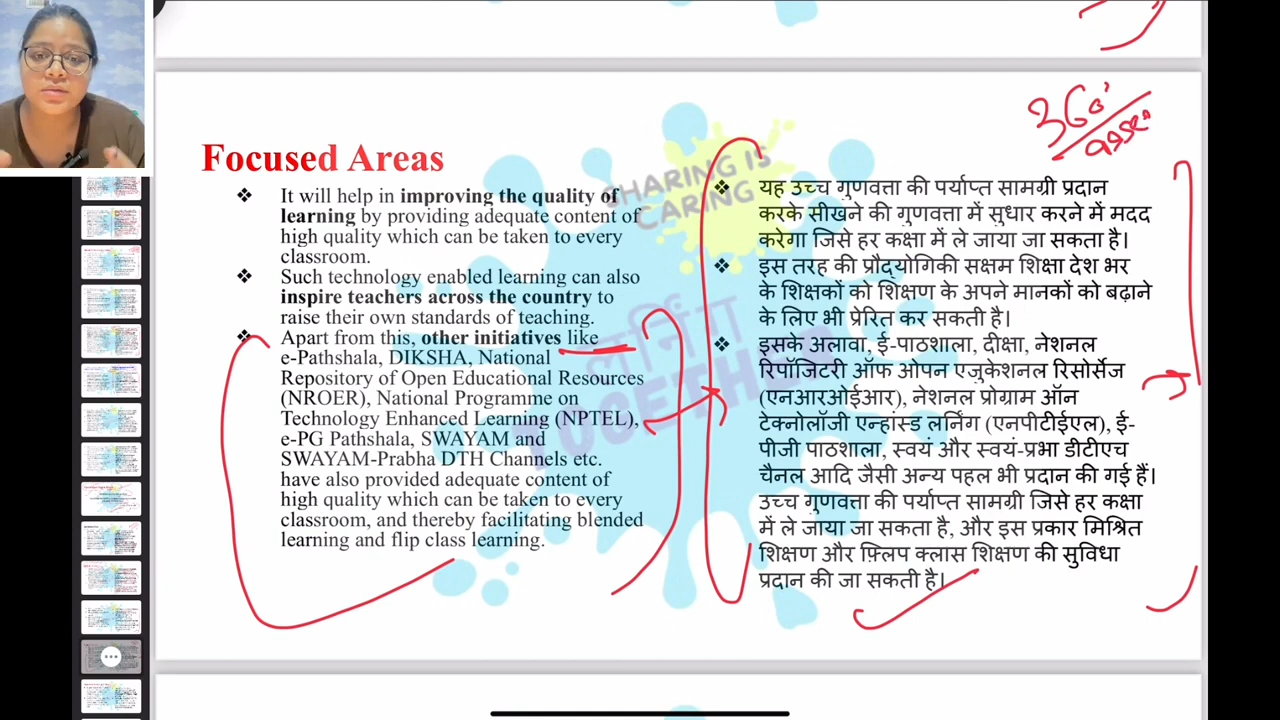 360°
assess
Focused Areas
❖ It will help in improving the quality of
learning by providing adequate content of
high quality which can be taken to every
classroom.
❖ Such technology enabled learning can also
inspire teachers across the country to
raise their own standards of teaching.
❖ Apart from this, other initiatives like
e-Pathshala, DIKSHA, National
Repository of Open Educational Resources
(NROER), National Programme on
Technology Enhanced Learning (NPTEL),
e-PG Pathshala, SWAYAM and
SWAYAM-Prabha DTH Channels etc.
have also provided adequate content of
high quality which can be taken to every
classroom, and thereby facilitating blended
learning and flip class learning.
❖ यह उच्च गुणवत्ता की पर्याप्त सामग्री प्रदान
करके सीखने की गुणवत्ता में सुधार करने में मदद
करेगा जिसे हर कक्षा में ले जाया जा सकता है।
❖ इस तरह की प्रौद्योगिकी सक्षम शिक्षा देश भर
के शिक्षकों को शिक्षण के अपने मानकों को बढ़ाने
के लिए भी प्रेरित कर सकती है।
❖ इसके अलावा, ई-पाठशाला, दीक्षा, नेशनल
रिपॉजिटरी ऑफ ओपन एजुकेशनल रिसोर्सेज
(एनआरओईआर), नेशनल प्रोग्राम ऑन
टेक्नोलॉजी एन्हांस्ड लर्निंग (एनपीटीईएल), ई-
पीजी पाठशाला, स्वयं और स्वयं-प्रभा डीटीएच
चैनल आदि जैसी अन्य पहल भी प्रदान की गई हैं।
उच्च गुणवत्ता की पर्याप्त सामग्री जिसे हर कक्षा
में ले जाया जा सकता है, और इस प्रकार मिश्रित
शिक्षण और फ़्लिप क्लास शिक्षण की सुविधा
प्रदान की जा सकती है।
SHARING IS
CARING